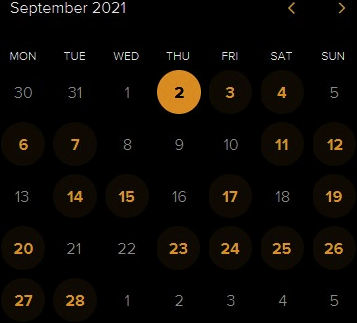 September 2021
MON TUE WED THU FRI SAT SUN
30 31 1 2 3 4 5
6 7 8 9 10 11 12
13 14 15 16 17 18 19
20 21 22 23 24 25 26
27 28 1 2 3 4 5